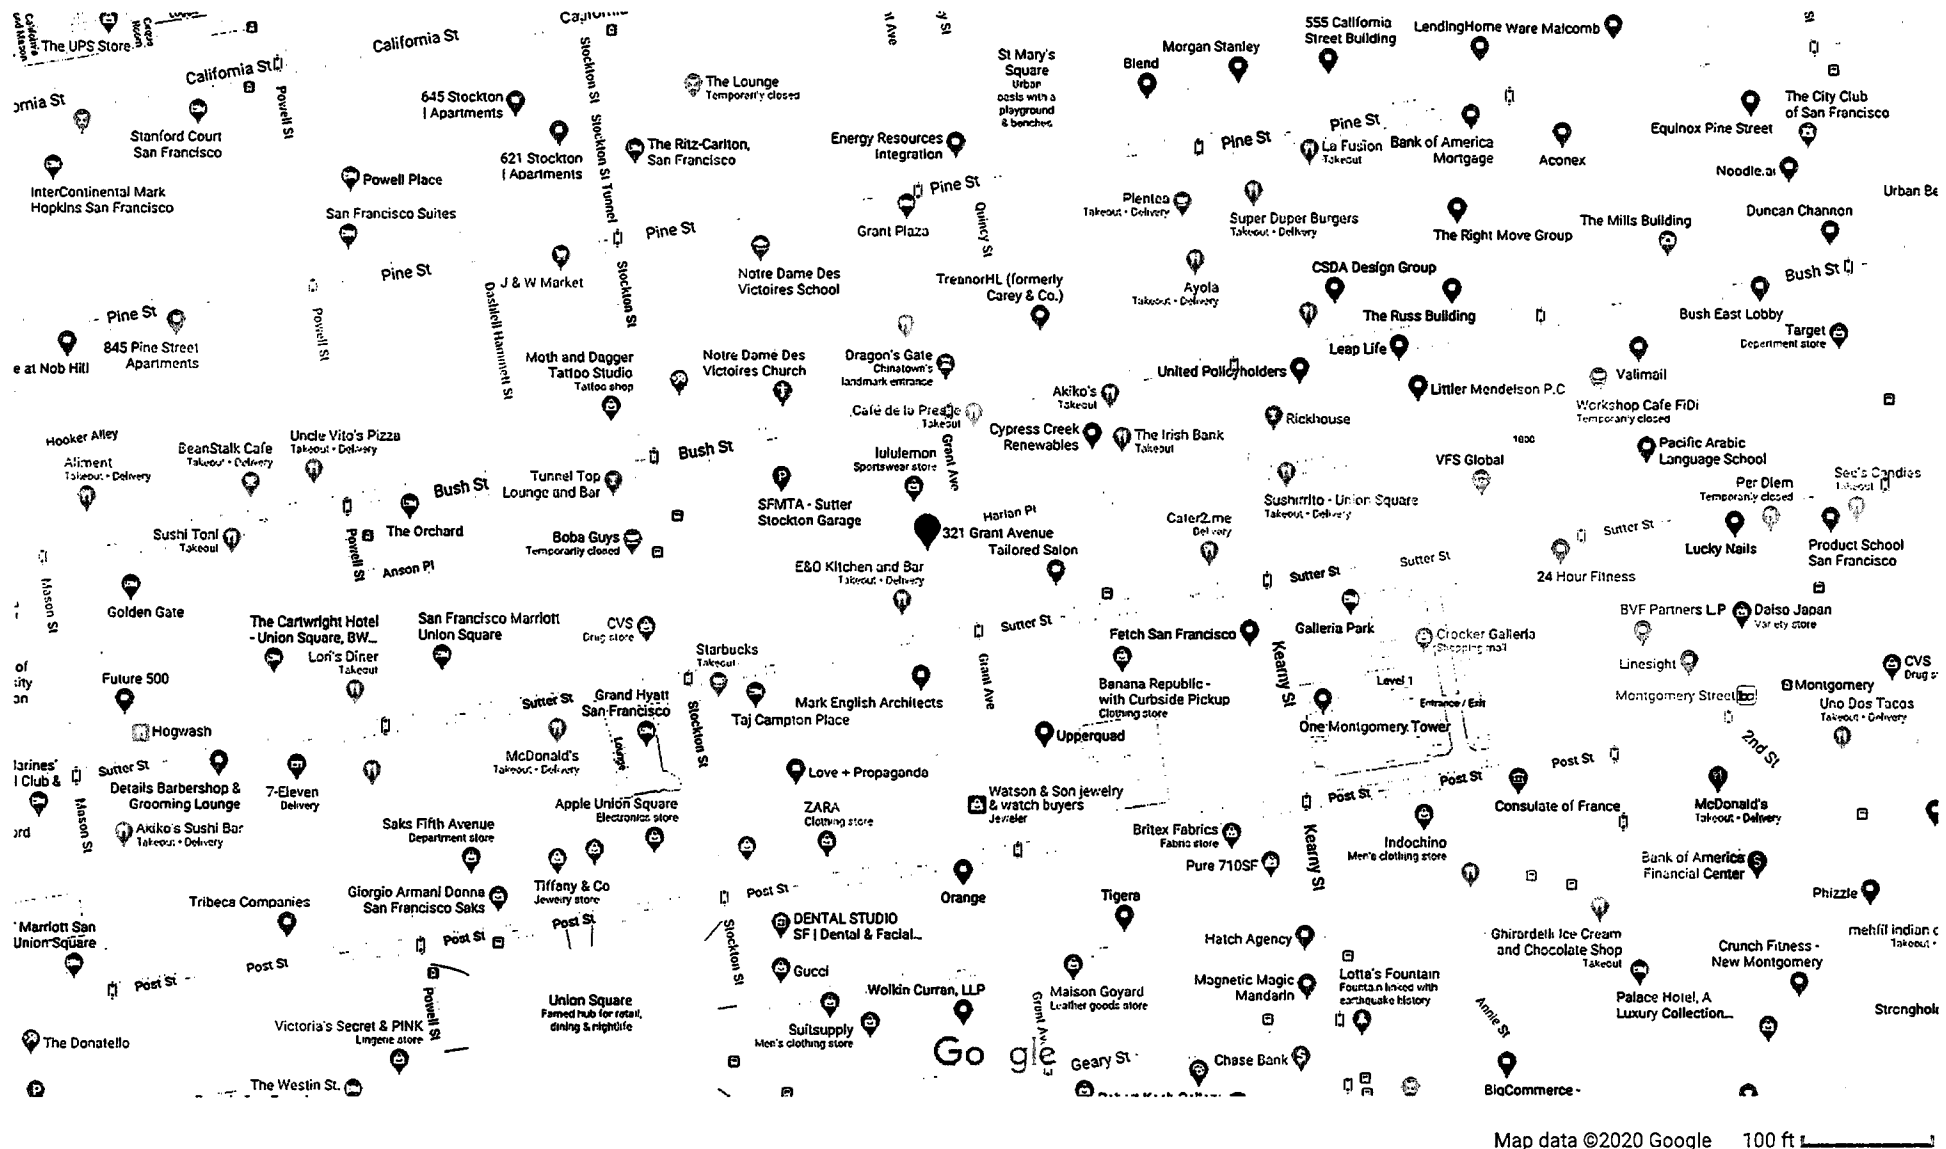 The UPS Store
California St
California St
Powell St
Stanford Court
San Francisco
InterContinental Mark
Hopkins San Francisco
645 Stockton
| Apartments
621 Stockton
| Apartments
Stockton St
Stockton St Tunnel
The Lounge
Temporarily closed
The Ritz-Carlton,
San Francisco
Powell Place
San Francisco Suites
St Mary's
Square
Urban
oasis with a
playground
& benches
Energy Resources
Integration
Pine St
Grant Plaza
Quincy St
Blend
Morgan Stanley
555 California
Street Building
LendingHome
Ware Malcomb
The City Club
of San Francisco
Equinox Pine Street
Pine St
Pine St
La Fusion
Takeout
Bank of America
Mortgage
Aconex
Noodle.ai
Plentea
Takeout • Delivery
Super Duper Burgers
Takeout • Delivery
The Right Move Group
The Mills Building
Duncan Channon
Pine St
Pine St
Pine St
J & W Market
Stockton St
Notre Dame Des
Victoires School
TreanorHL (formerly
Carey & Co.)
Ayola
Takeout • Delivery
CSDA Design Group
The Russ Building
Bush St
Bush East Lobby
Target
Department store
845 Pine Street
Apartments
e at Nob Hill
Powell St
Dashiell Hammett St
Moth and Dagger
Tattoo Studio
Tattoo shop
Notre Dame Des
Victoires Church
Dragon's Gate
Chinatown's
landmark entrance
Café de la Presse
Takeout
Akiko's
Takeout
United Policyholders
Leap Life
Littler Mendelson P.C
Valimail
Workshop Cafe FiDi
Temporarily closed
Rickhouse
Cypress Creek
Renewables
The Irish Bank
Takeout
Hooker Alley
Aliment
Takeout • Delivery
BeanStalk Cafe
Takeout • Delivery
Uncle Vito's Pizza
Takeout • Delivery
Bush St
Bush St
Tunnel Top
Lounge and Bar
SFMTA - Sutter
Stockton Garage
lululemon
Sportswear store
Grant Ave
Harlan Pl
321 Grant Avenue
Tailored Salon
Sushirrito - Union Square
Takeout • Delivery
VFS Global
Pacific Arabic
Language School
Per Diem
Temporarily closed
See's Candies
Takeout
Cater2.me
Delivery
Sutter St
Lucky Nails
Product School
San Francisco
Sushi Toni
Takeout
The Orchard
Powell St
Anson Pl
Boba Guys
Temporarily closed
E&O Kitchen and Bar
Takeout • Delivery
Sutter St
Sutter St
24 Hour Fitness
Mason St
Golden Gate
The Cartwright Hotel
- Union Square, BW...
San Francisco Marriott
Union Square
CVS
Drug store
Sutter St
Fetch San Francisco
Galleria Park
Crocker Galleria
Shopping mall
BVF Partners L.P
Daiso Japan
Variety store
Lori's Diner
Takeout
Starbucks
Takeout
Grant Ave
Kearny St
Level 1
Linesight
CVS
Future 500
Hogwash
Sutter St
Grand Hyatt
San Francisco
Lounge
Stockton St
Taj Campton Place
Mark English Architects
Banana Republic -
with Curbside Pickup
Clothing store
Entrance / Exit
One Montgomery Tower
Montgomery Street
Montgomery
Uno Dos Tacos
Takeout • Delivery
Upperquad
2nd St
McDonald's
Takeout • Delivery
Love + Propaganda
Post St
Post St
Post St
Sutter St
Details Barbershop &
Grooming Lounge
7-Eleven
Delivery
Apple Union Square
Electronics store
ZARA
Clothing store
Watson & Son jewelry
& watch buyers
Jeweler
Consulate of France
McDonald's
Takeout • Delivery
Mason St
Akiko's Sushi Bar
Takeout • Delivery
Saks Fifth Avenue
Department store
Britex Fabrics
Fabric store
Kearny St
Indochino
Men's clothing store
Pure 710SF
Bank of America
Financial Center
Tribeca Companies
Giorgio Armani Donna
San Francisco Saks
Tiffany & Co
Jewelry store
Post St
Orange
Tigera
Phizzle
Marriott San
Union Square
Post St
Post St
Post St
Post St
Stockton St
DENTAL STUDIO
SF | Dental & Facial...
Hatch Agency
Ghirardelli Ice Cream
and Chocolate Shop
Takeout
Crunch Fitness -
New Montgomery
Gucci
Powell St
Union Square
Famed hub for retail,
dining & nightlife
Wolkin Curran, LLP
Maison Goyard
Leather goods store
Magnetic Magic
Mandarin
Lotta's Fountain
Fountain linked with
earthquake history
Palace Hotel, A
Luxury Collection...
Victoria's Secret & PINK
Lingerie store
Suitsupply
Men's clothing store
Annie St
The Donatello
Google
Geary St
Chase Bank
The Westin St.
BigCommerce -
Map data ©2020 Google 100 ft